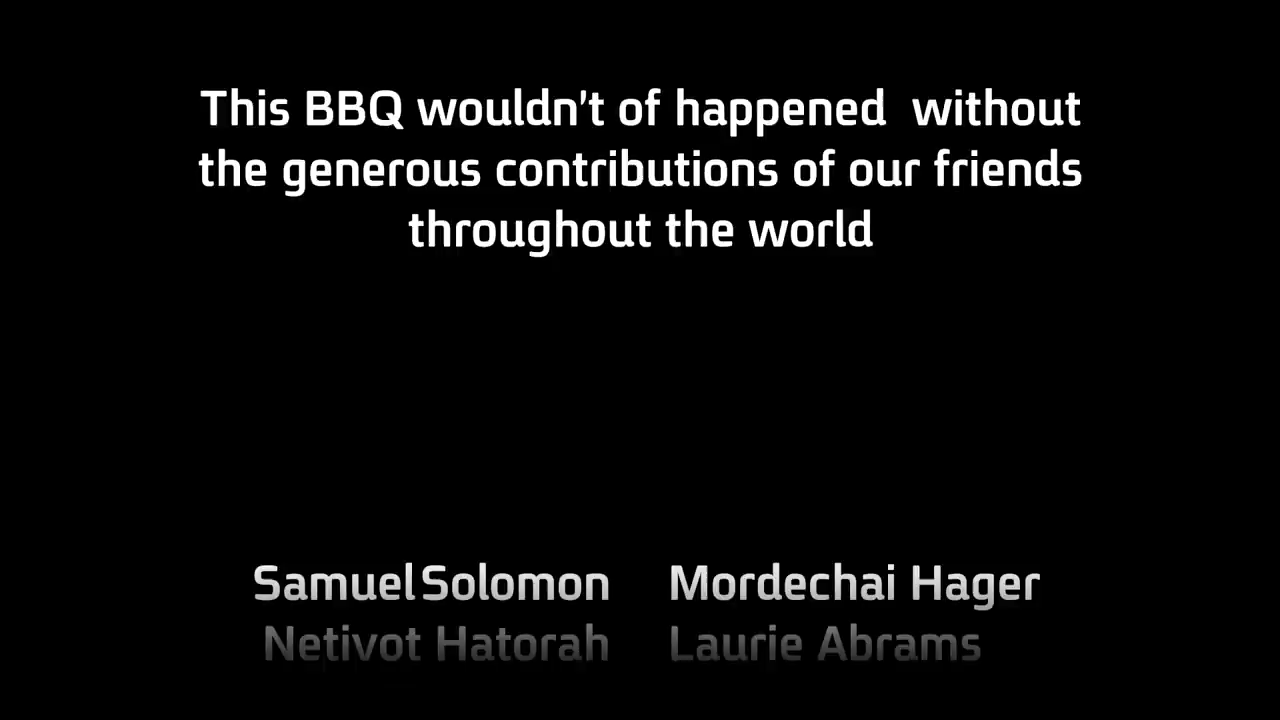 This BBQ wouldn't of happened  without
the generous contributions of our friends
throughout the world
Samuel Solomon Mordechai Hager
Netivot Hatorah Laurie Abrams